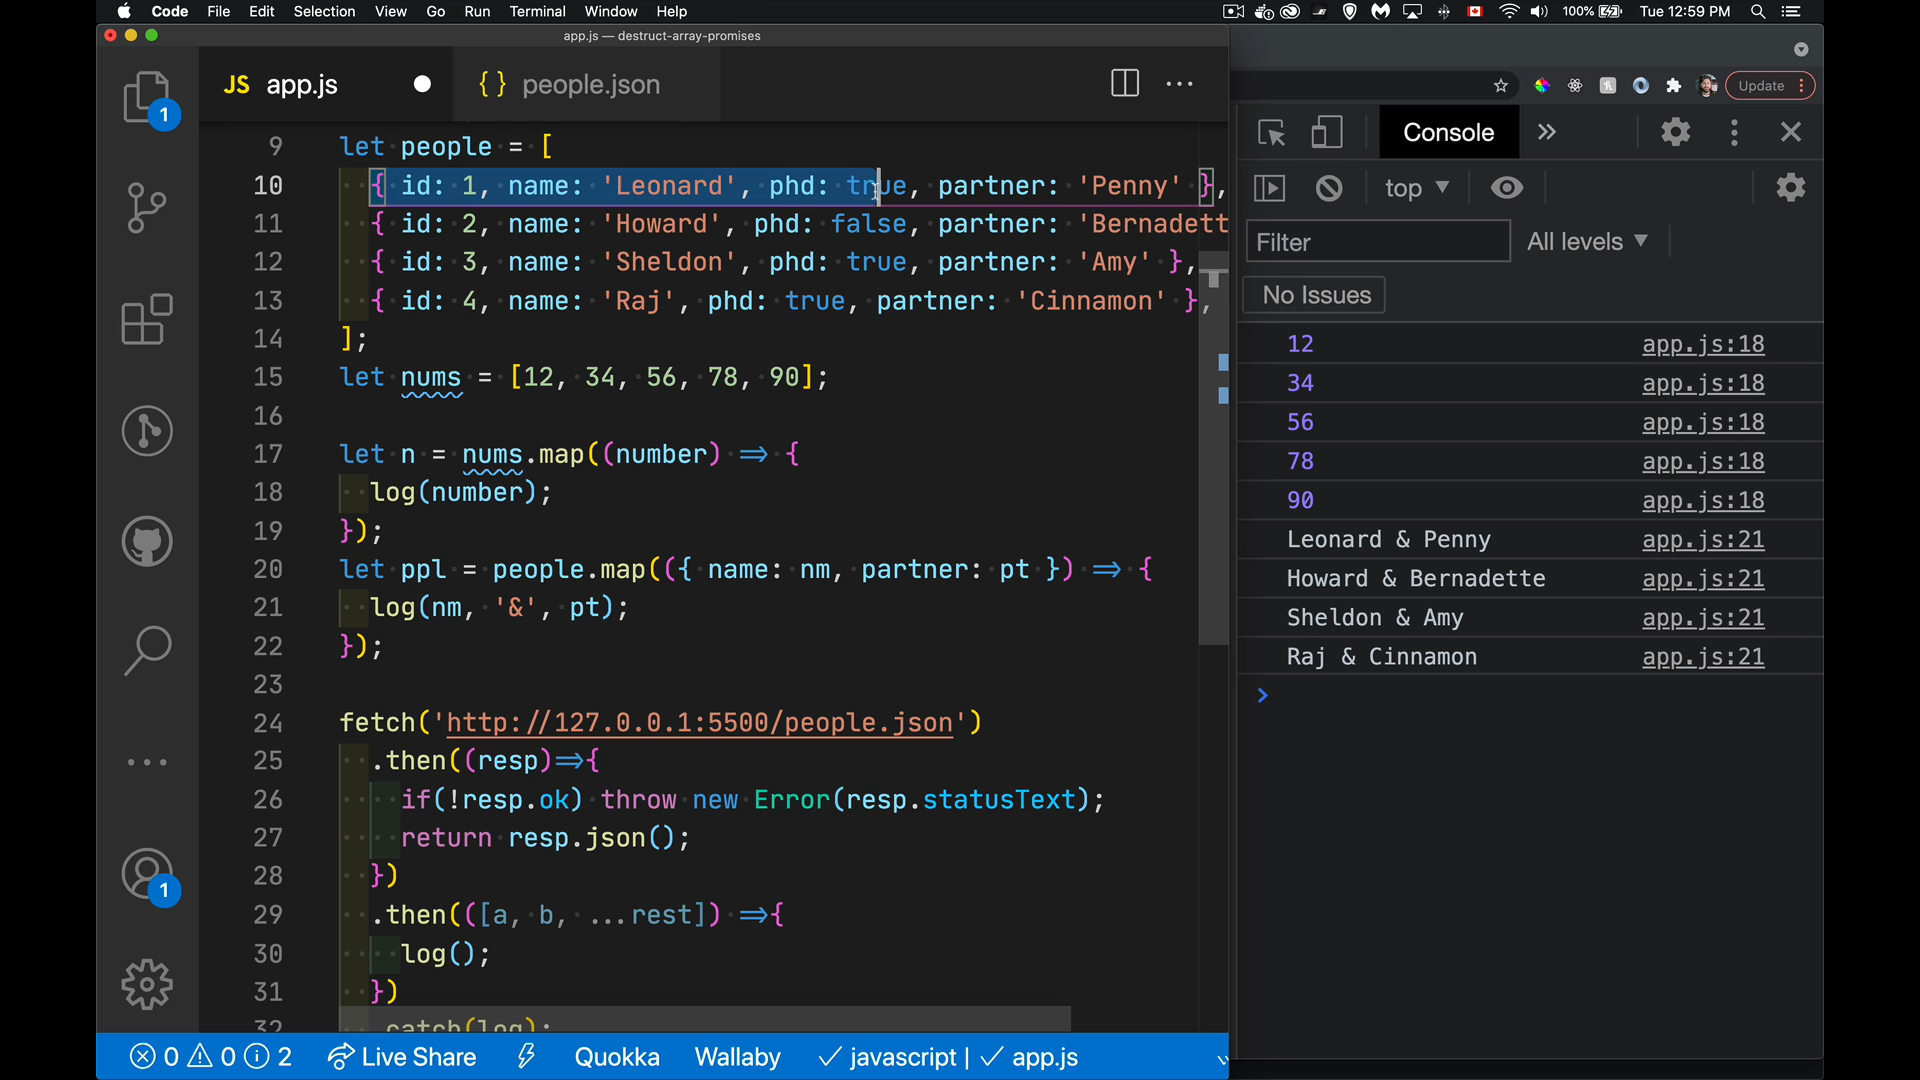 Code File Edit Selection View Go Run Terminal Window Help 100% Tue 12:59 PM
app.js — destruct-array-promises
JS app.js
{} people.json
Update
1
9 let people = [
10 { id: 1, name: 'Leonard', phd: true, partner: 'Penny' },
11 { id: 2, name: 'Howard', phd: false, partner: 'Bernadett
12 { id: 3, name: 'Sheldon', phd: true, partner: 'Amy' },
13 { id: 4, name: 'Raj', phd: true, partner: 'Cinnamon' },
14 ];
15 let nums = [12, 34, 56, 78, 90];
16
17 let n = nums.map((number) => {
18 log(number);
19 });
20 let ppl = people.map(({ name: nm, partner: pt }) => {
21 log(nm, '&', pt);
22 });
23
24 fetch('http://127.0.0.1:5500/people.json')
25 .then((resp)=>{
26 if(!resp.ok) throw new Error(resp.statusText);
27 return resp.json();
28 })
29 .then(([a, b, ...rest]) =>{
30 log();
31 })
32 .catch(log);
1
0 0 2 Live Share Quokka Wallaby javascript | app.js
Console
top
Filter All levels
No Issues
12 app.js:18
34 app.js:18
56 app.js:18
78 app.js:18
90 app.js:18
Leonard & Penny app.js:21
Howard & Bernadette app.js:21
Sheldon & Amy app.js:21
Raj & Cinnamon app.js:21